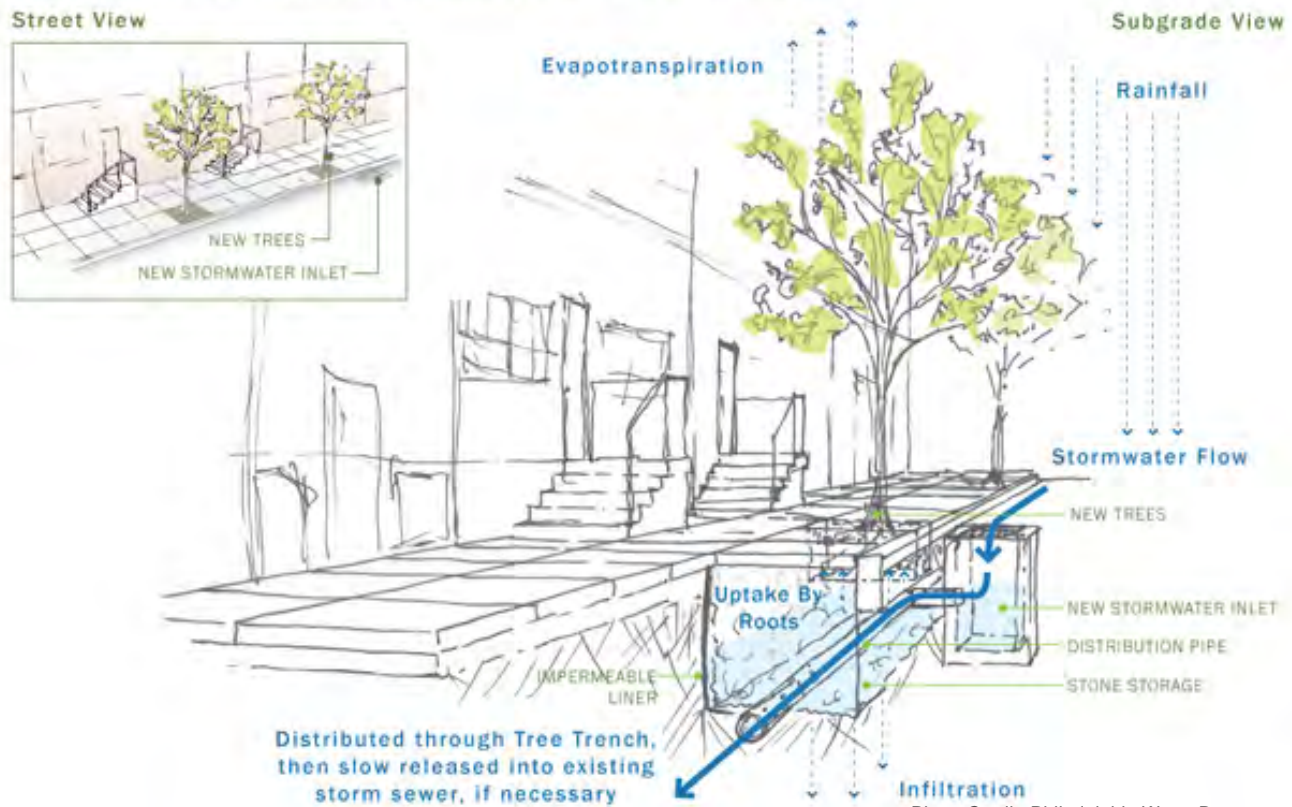 Street View
Subgrade View
Evapotranspiration
Rainfall
NEW TREES
NEW STORMWATER INLET
Stormwater Flow
NEW TREES
Uptake By
Roots
NEW STORMWATER INLET
DISTRIBUTION PIPE
IMPERMEABLE
LINER
STONE STORAGE
Distributed through Tree Trench,
then slow released into existing
storm sewer, if necessary
Infiltration